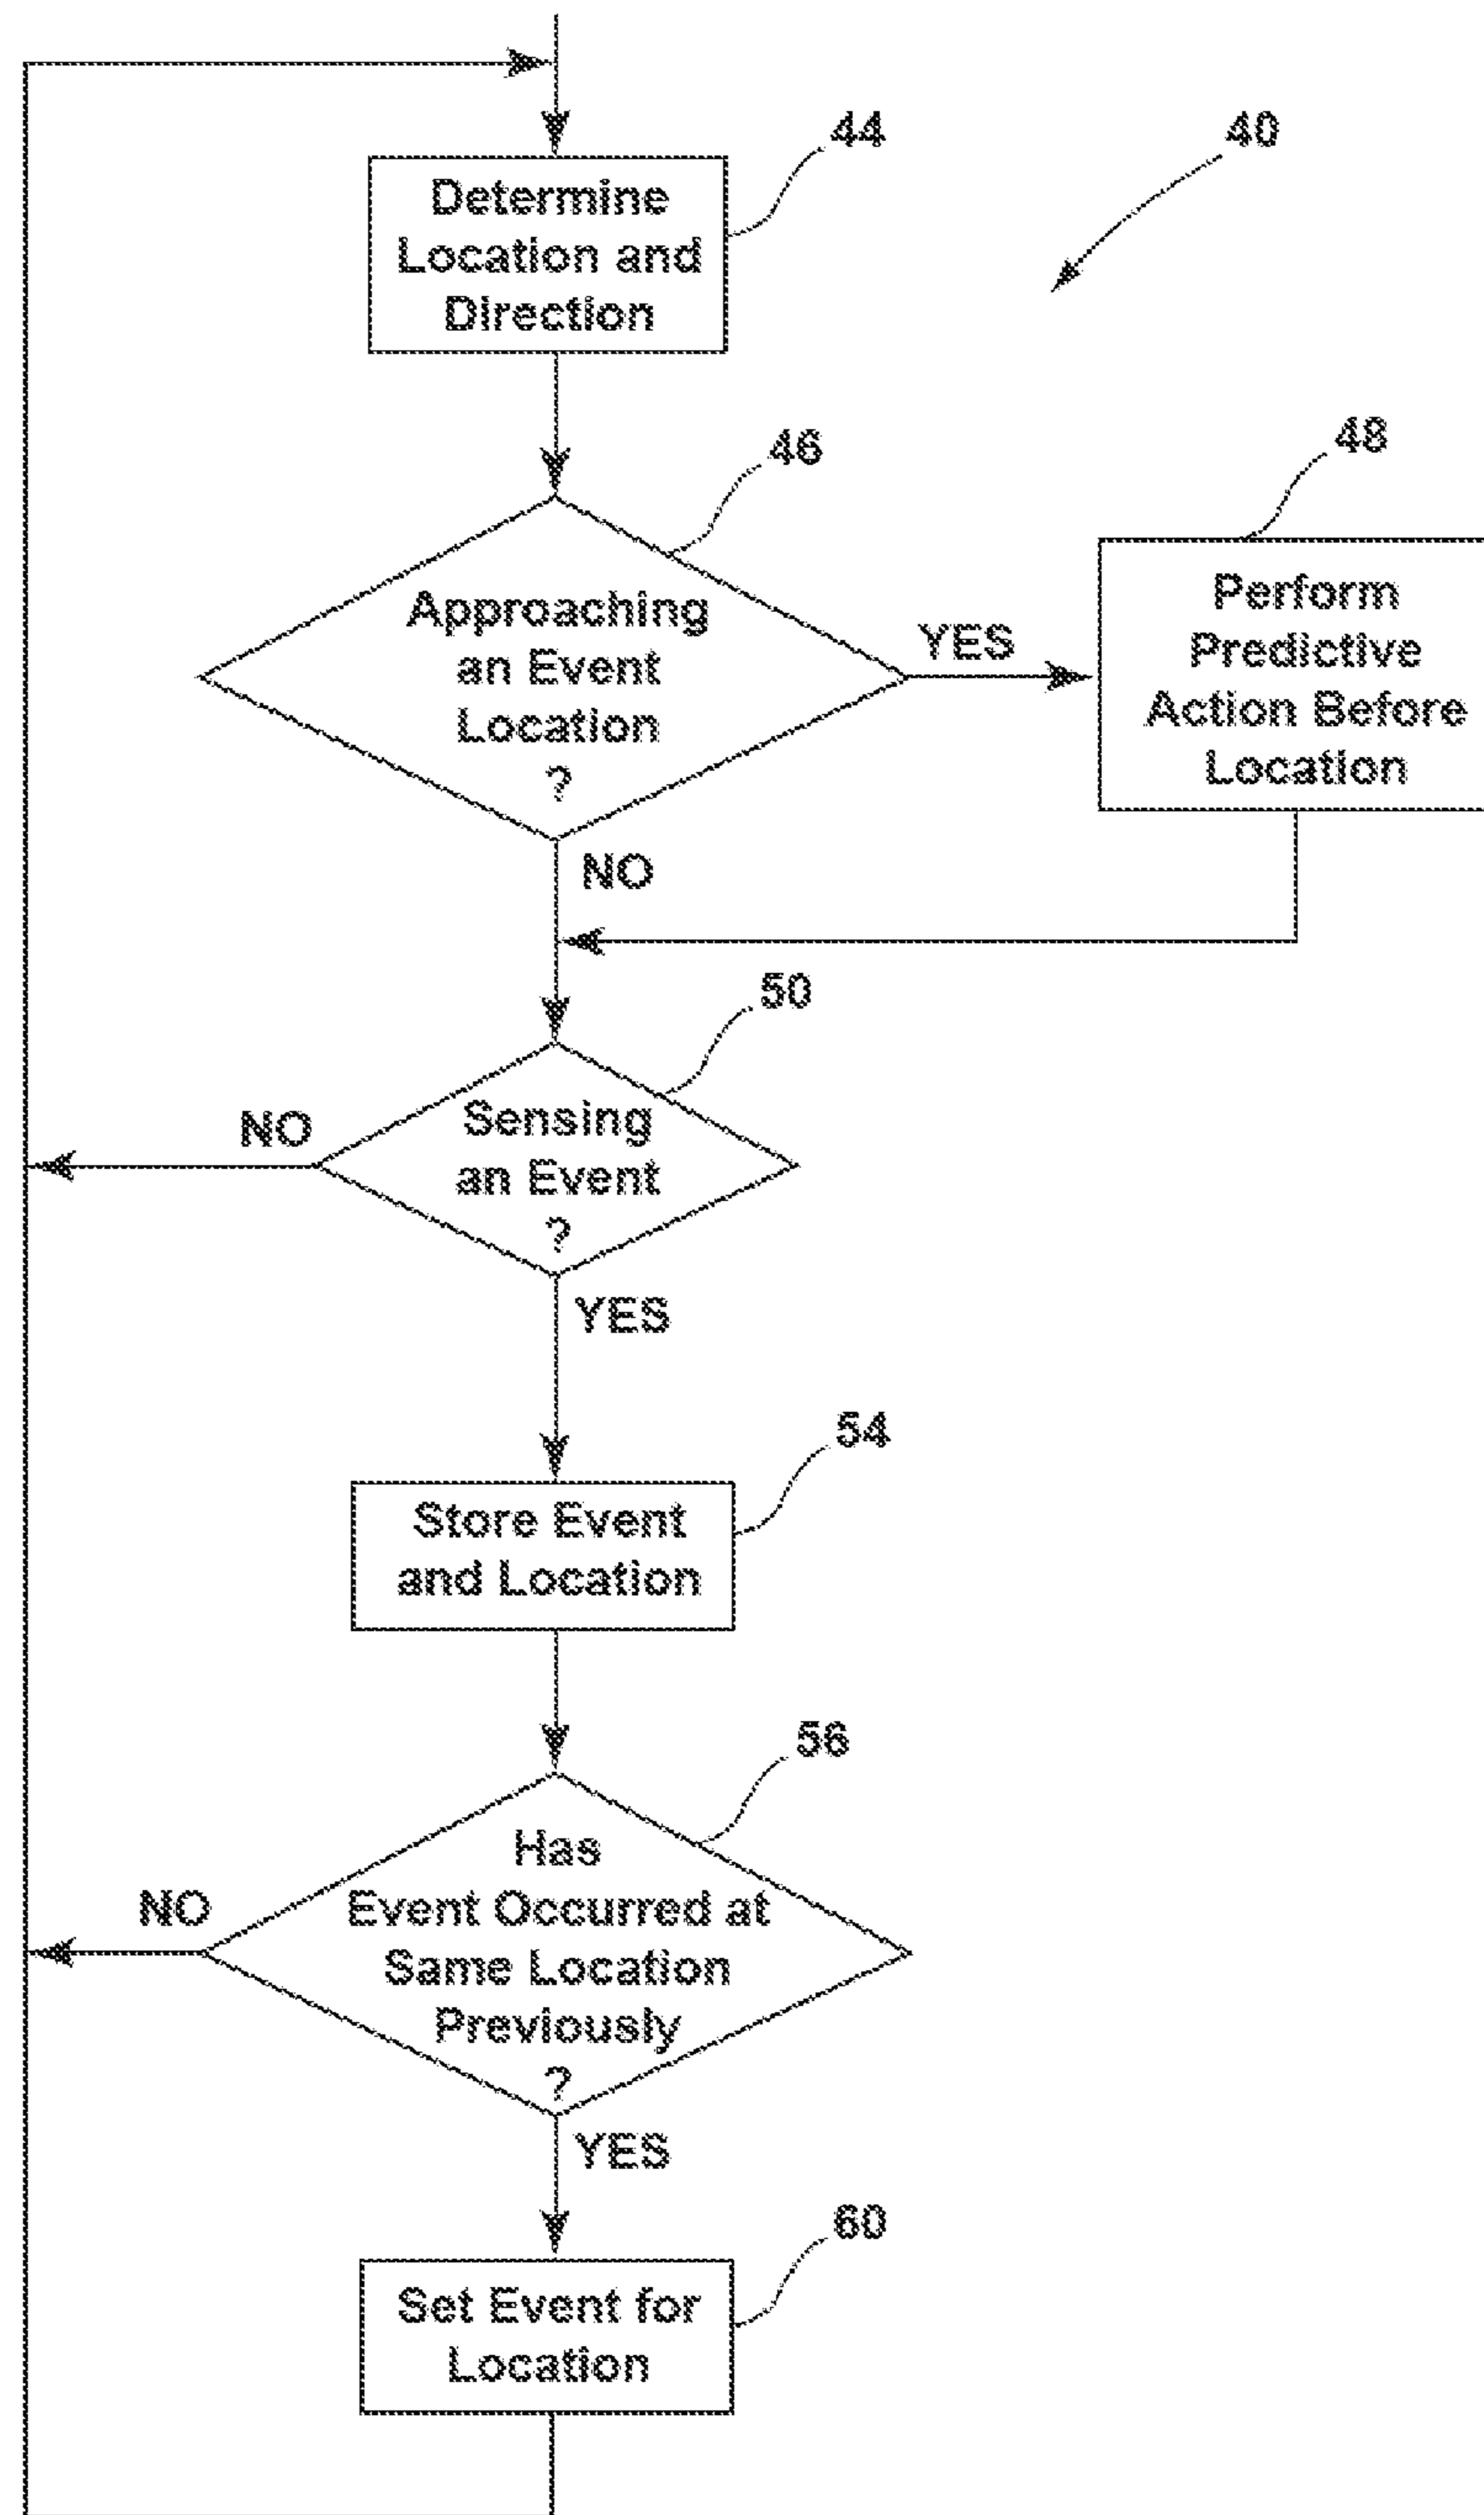 44
40
Determine
Location and
Direction
46
48
Approaching
an Event
Location
?
YES
Perform
Predictive
Action Before
Location
NO
50
Sensing
an Event
?
NO
YES
54
Store Event
and Location
56
Has
Event Occurred at
Same Location
Previously
?
NO
YES
60
Set Event for
Location